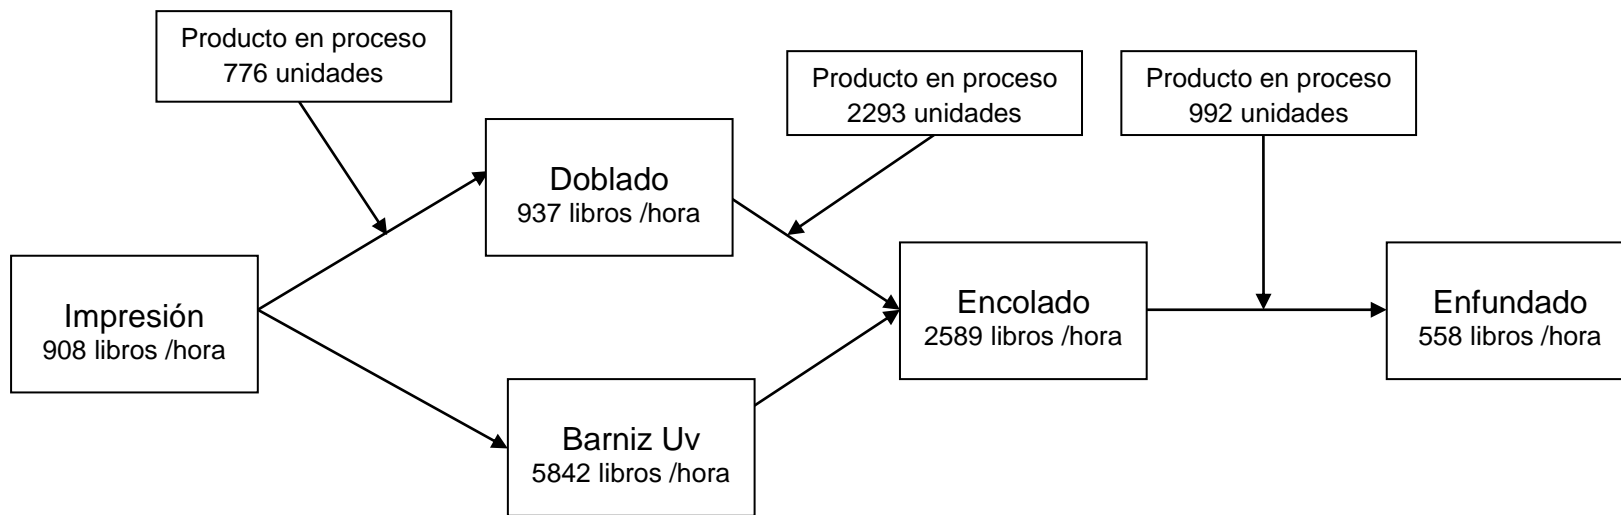 Producto en proceso
776 unidades
Producto en proceso
2293 unidades
Producto en proceso
992 unidades
Doblado
937 libros /hora
Impresión
908 libros /hora
Encolado
2589 libros /hora
Enfundado
558 libros /hora
Barniz Uv
5842 libros /hora